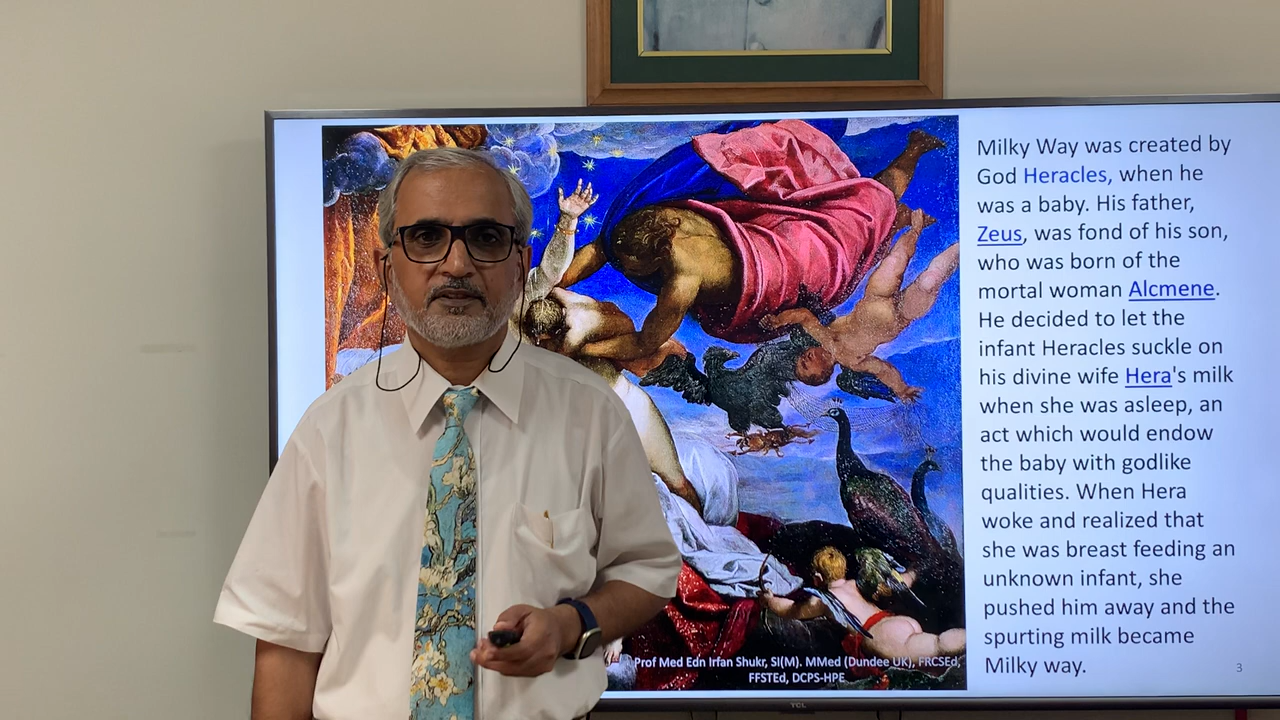 Milky Way was created by
God Heracles, when he
was a baby. His father,
Zeus, was fond of his son,
who was born of the
mortal woman Alcmene.
He decided to let the
infant Heracles suckle on
his divine wife Hera's milk
when she was asleep, an
act which would endow
the baby with godlike
qualities. When Hera
woke and realized that
she was breast feeding an
unknown infant, she
pushed him away and the
spurting milk became
Milky way.
Prof Med Edn Irfan Shukr, SI(M). MMed (Dundee UK), FRCSEd,
FFSTEd, DCPS-HPE
3
TCL